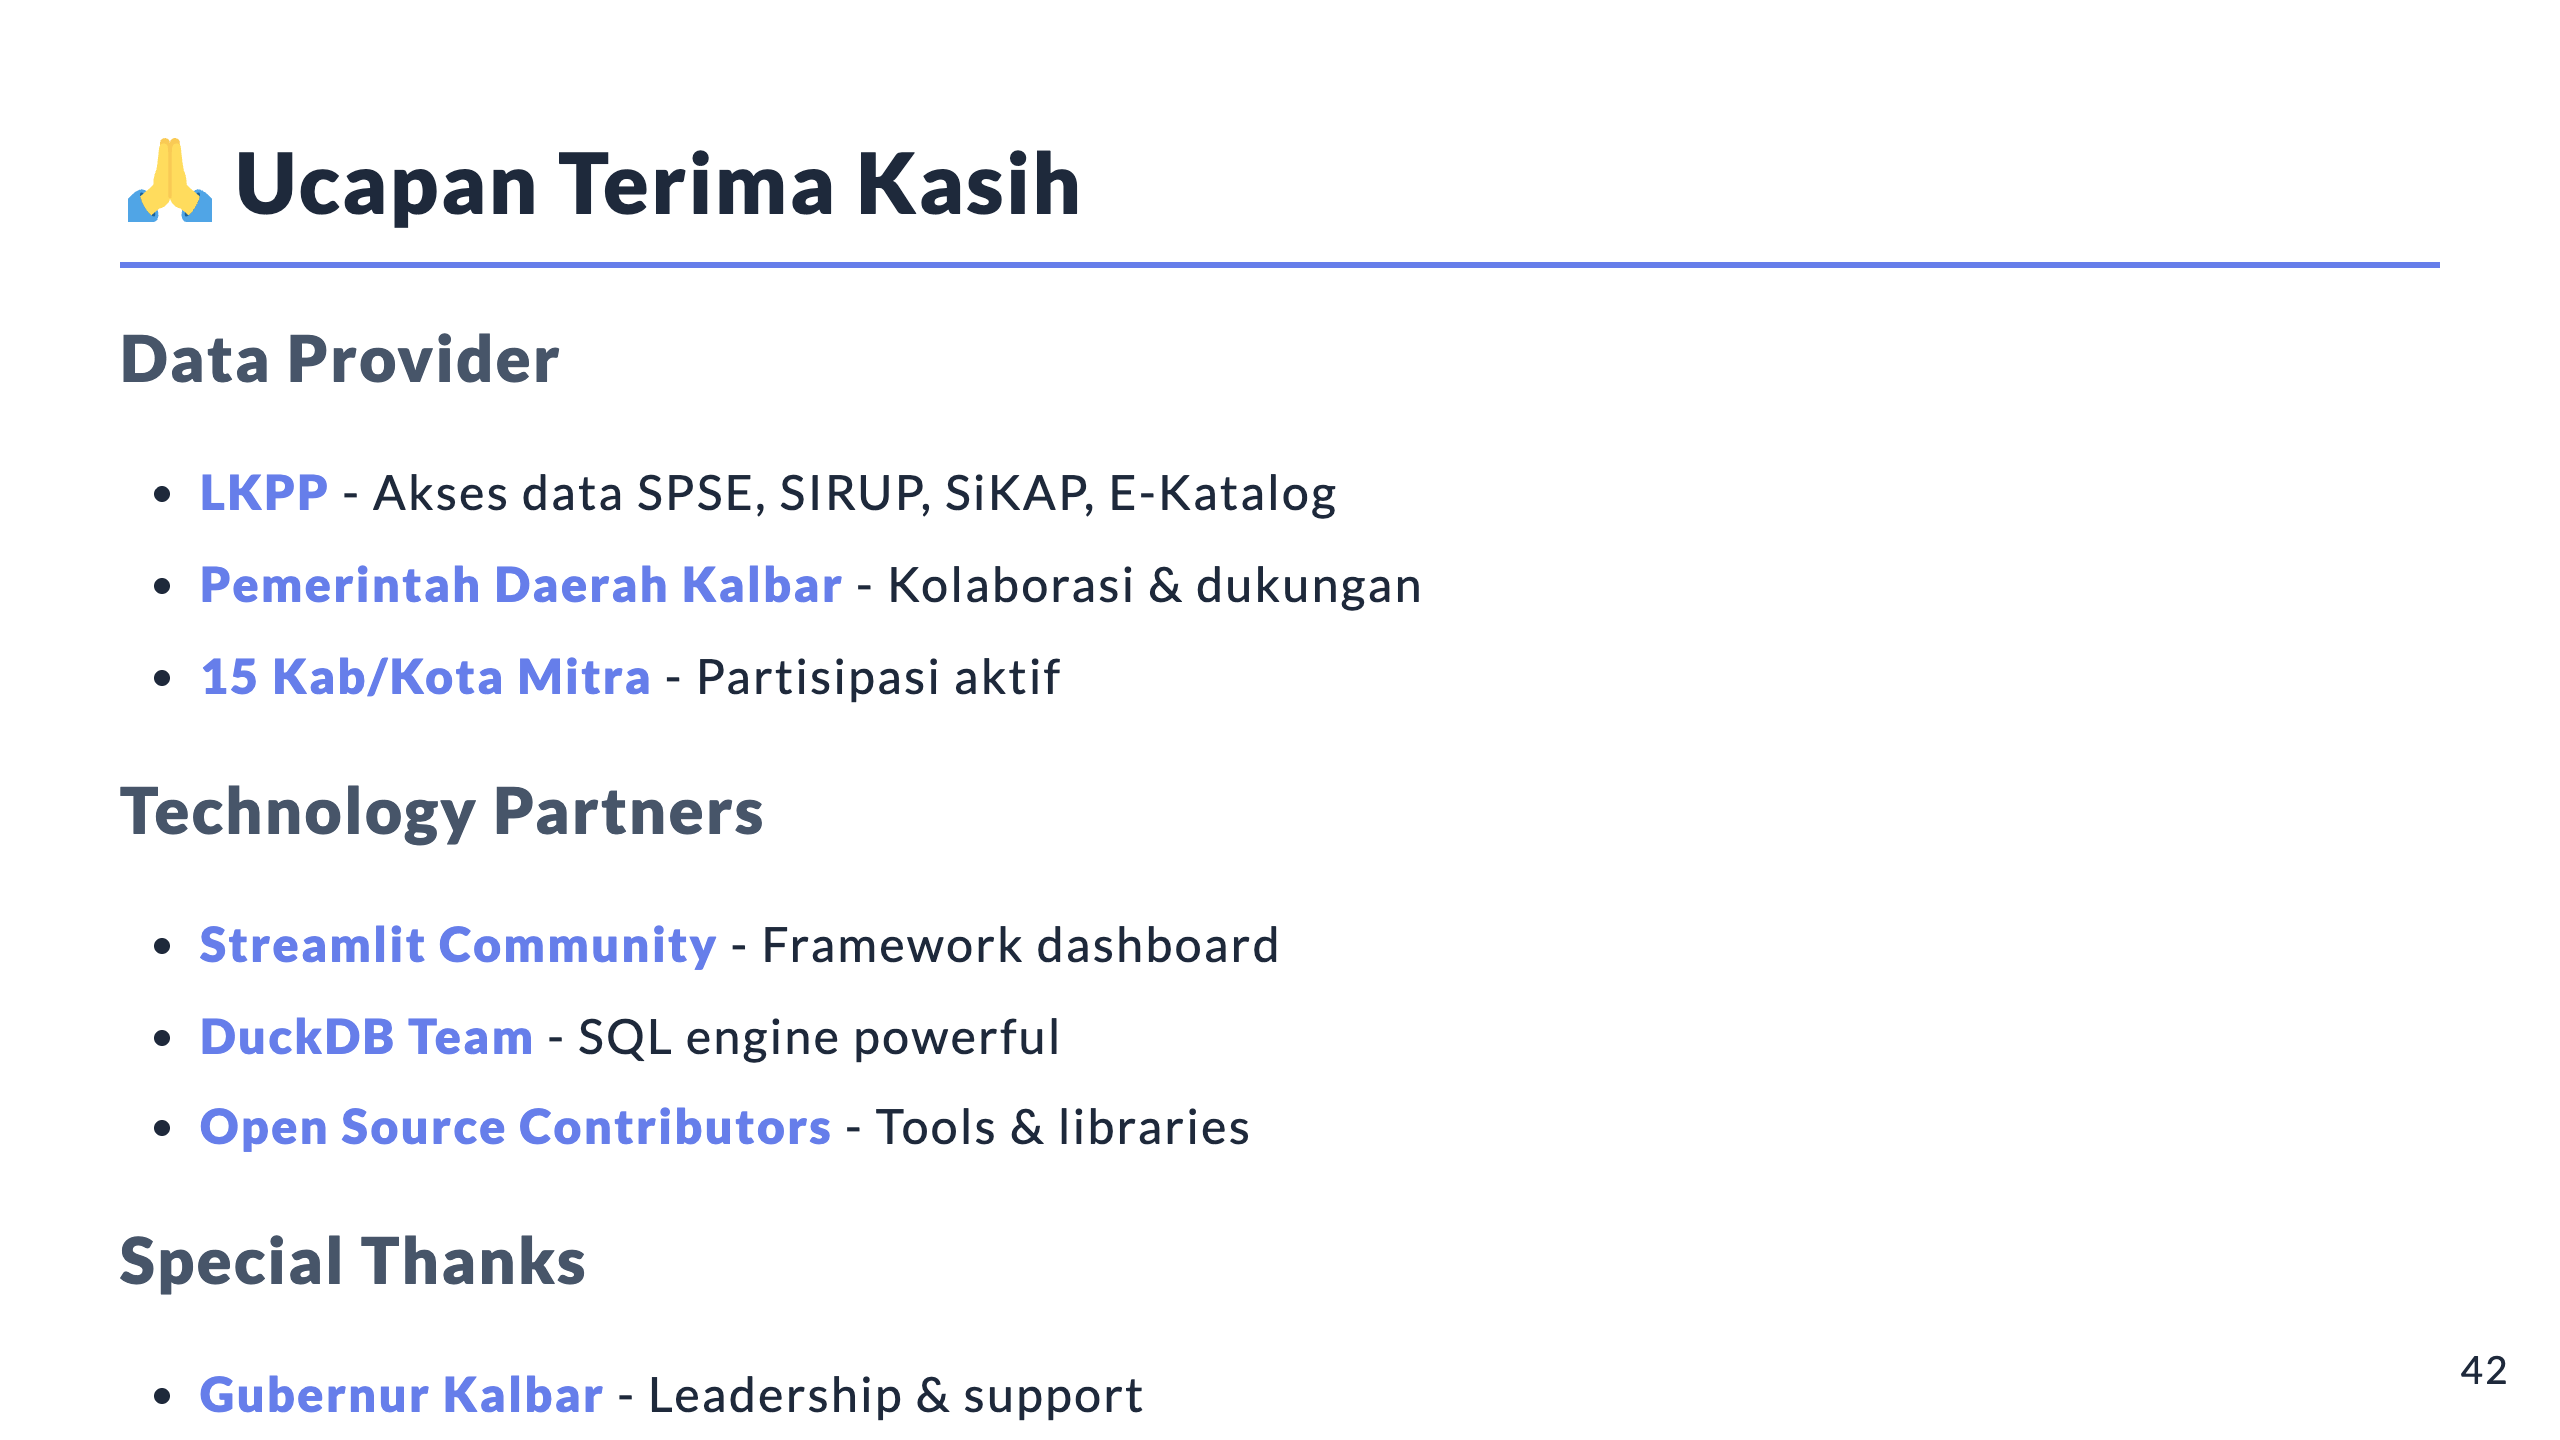 🙏 Ucapan Terima Kasih
Data Provider
• LKPP - Akses data SPSE, SIRUP, SiKAP, E-Katalog
• Pemerintah Daerah Kalbar - Kolaborasi & dukungan
• 15 Kab/Kota Mitra - Partisipasi aktif
Technology Partners
• Streamlit Community - Framework dashboard
• DuckDB Team - SQL engine powerful
• Open Source Contributors - Tools & libraries
Special Thanks
• Gubernur Kalbar - Leadership & support
42